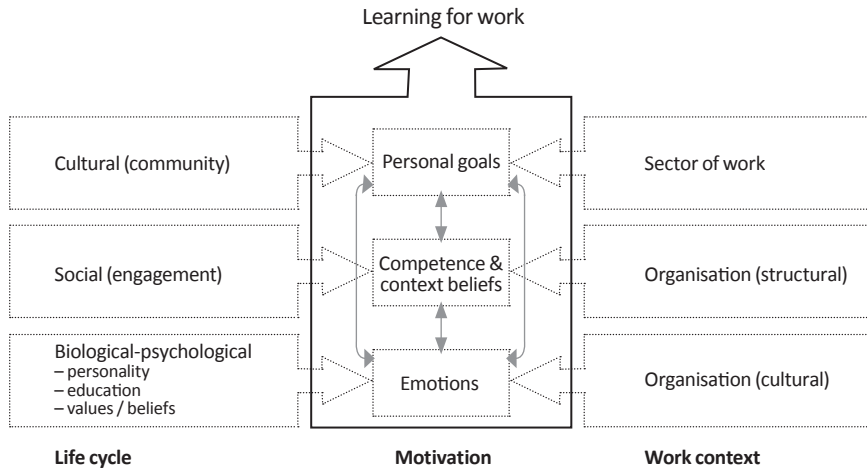 Learning for work
Cultural (community)
Personal goals
Sector of work
Social (engagement)
Competence &
context beliefs
Organisation (structural)
Biological-psychological
– personality
– education
– values / beliefs
Emotions
Organisation (cultural)
Life cycle
Motivation
Work context